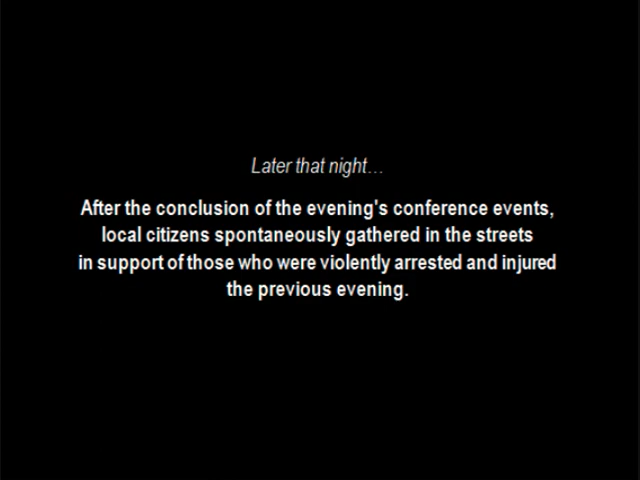 Later that night…
After the conclusion of the evening's conference events,
local citizens spontaneously gathered in the streets
in support of those who were violently arrested and injured
the previous evening.